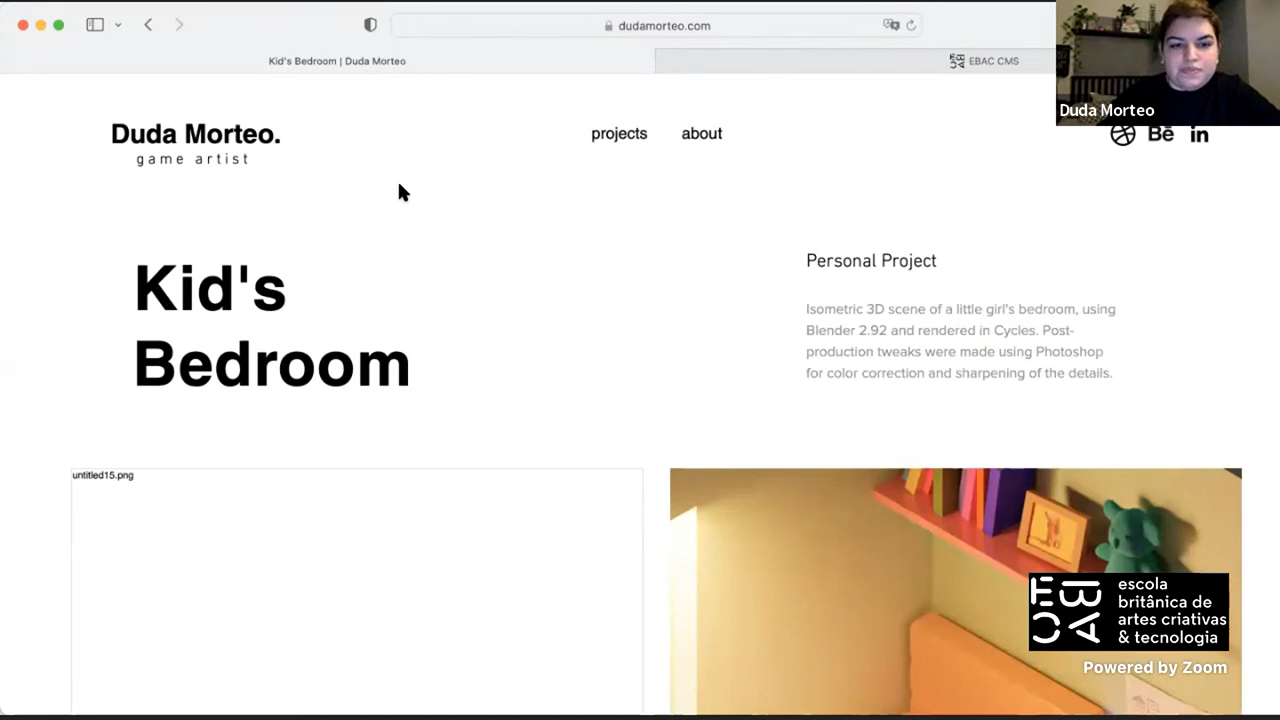 dudamorteo.com
Kid's Bedroom | Duda Morteo
EBAC CMS
Duda Morteo
Duda Morteo.
game artist
projects
about
Bē
in
Kid's
Bedroom
Personal Project
Isometric 3D scene of a little girl's bedroom, using
Blender 2.92 and rendered in Cycles. Post-
production tweaks were made using Photoshop
for color correction and sharpening of the details.
untitled15.png
EBAC
escola
britânica de
artes criativas
& tecnologia
Powered by Zoom